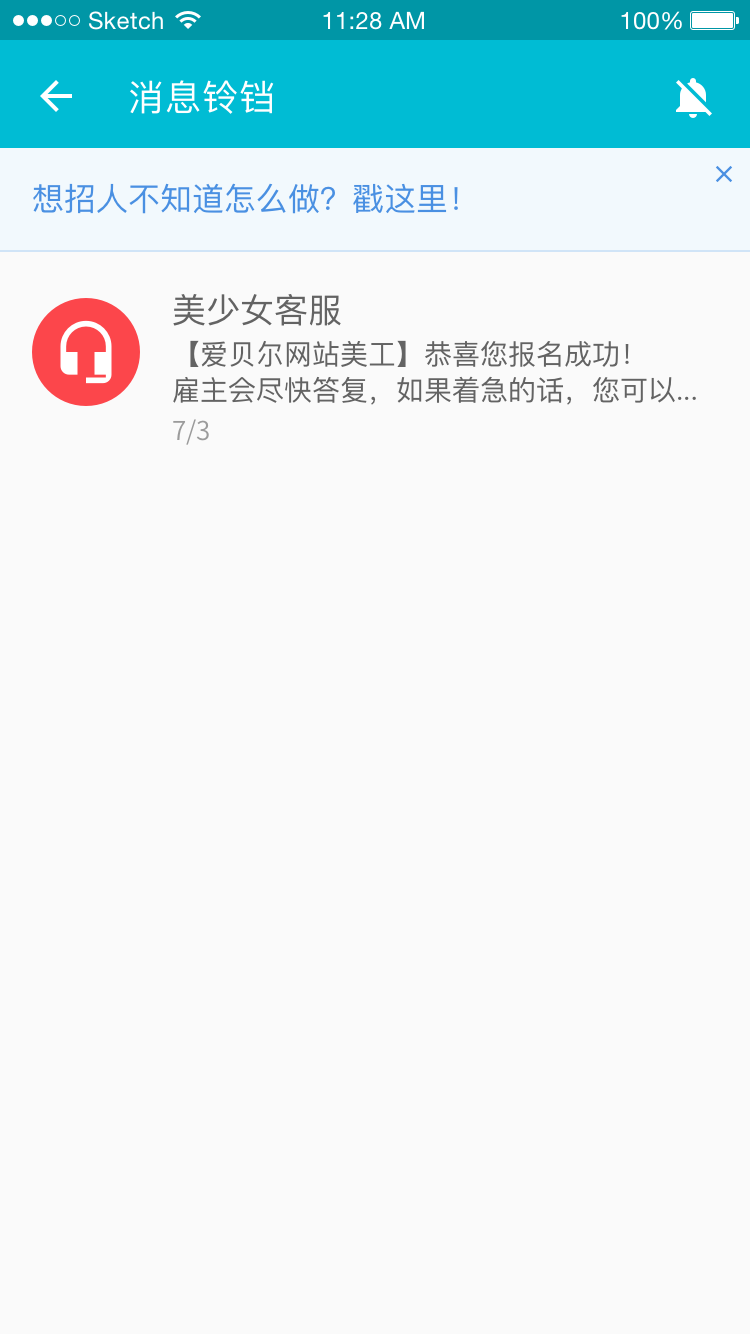 Sketch 11:28 AM 100%
消息铃铛
想招人不知道怎么做？戳这里！
美少女客服
【爱贝尔网站美工】恭喜您报名成功！
雇主会尽快答复，如果着急的话，您可以...
7/3